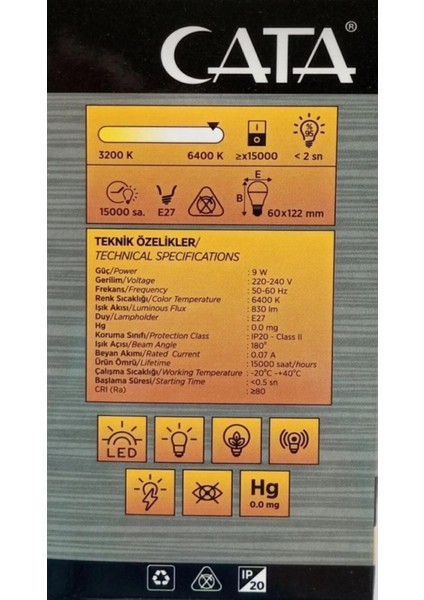 CATA®
3200 K 6400 K ≥x15000 < 2 sn
% 95
15000 sa. E27 B E 60x122 mm
TEKNİK ÖZELİKLER/
TECHNICAL SPECIFICATIONS
Güç/Power : 9 W
Gerilim/Voltage : 220-240 V
Frekans/Frequency : 50-60 Hz
Renk Sıcaklığı/Color Temperature : 6400 K
Işık Akısı/Luminous Flux : 830 lm
Duy/Lampholder : E27
Hg : 0.0 mg
Koruma Sınıfı/Protection Class : IP20 - Class II
Işık Açısı/Beam Angle : 180°
Beyan Akımı/Rated Current : 0.07 A
Ürün Ömrü/Lifetime : 15000 saat/hours
Çalışma Sıcaklığı/Working Temperature : -20°C -+40°C
Başlama Süresi/Starting Time : <0.5 sn
CRI (Ra) : ≥80
LED
Hg
0.0 mg
IP
20